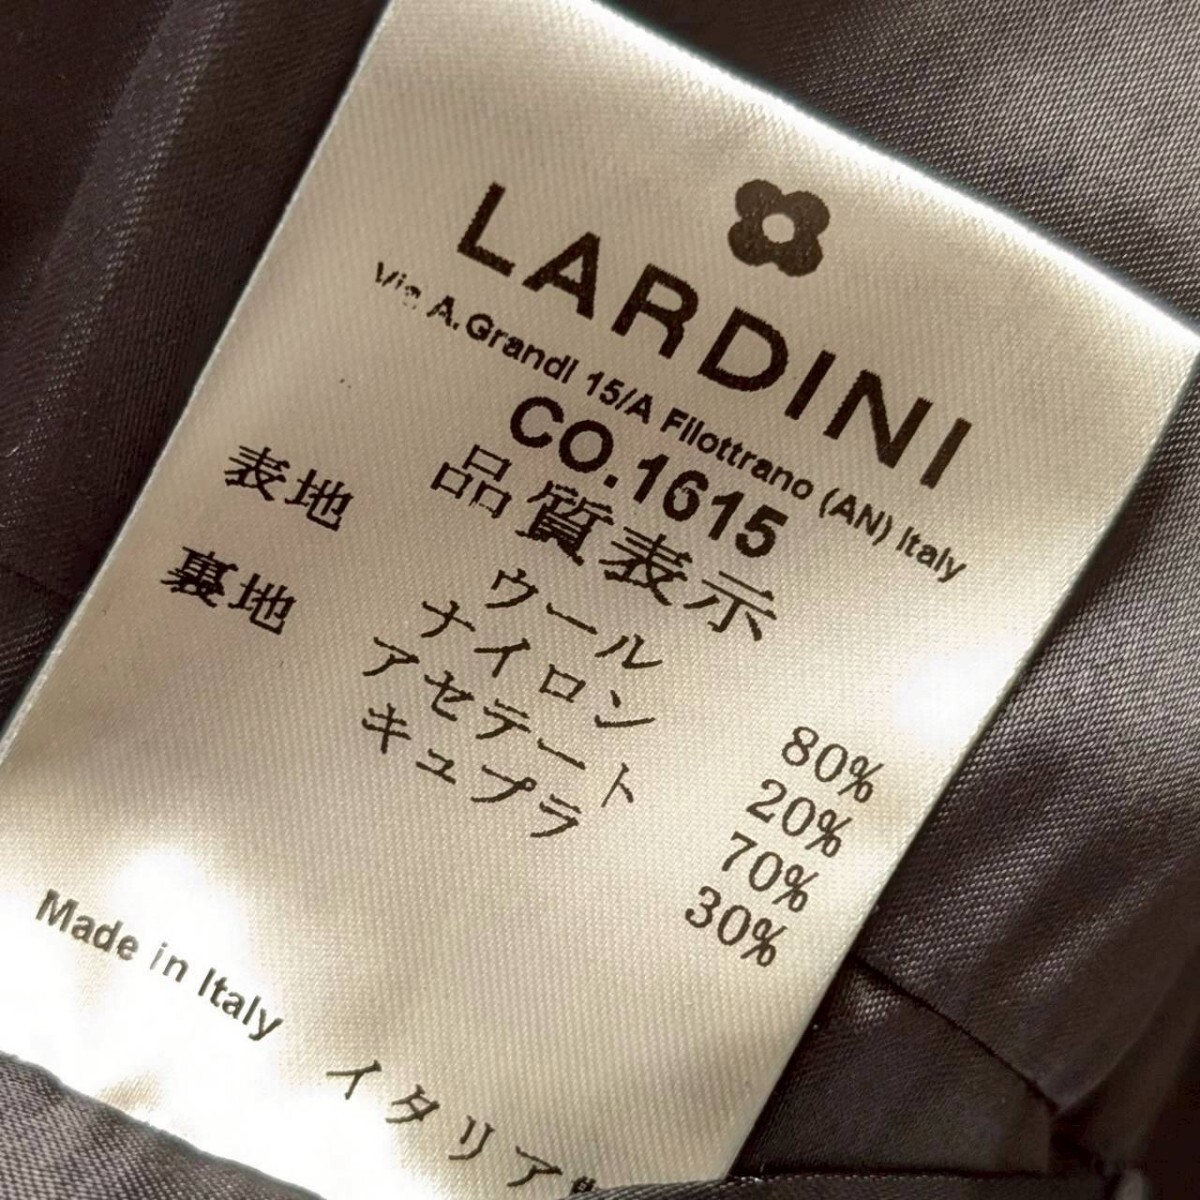 LARDINI
Via A.Grandi 15/A Filottrano (AN) Italy
CO.1615
品質表示
表地 ウール 80%
ナイロン 20%
裏地 アセテート 70%
キュプラ 30%
Made in Italy イタリア